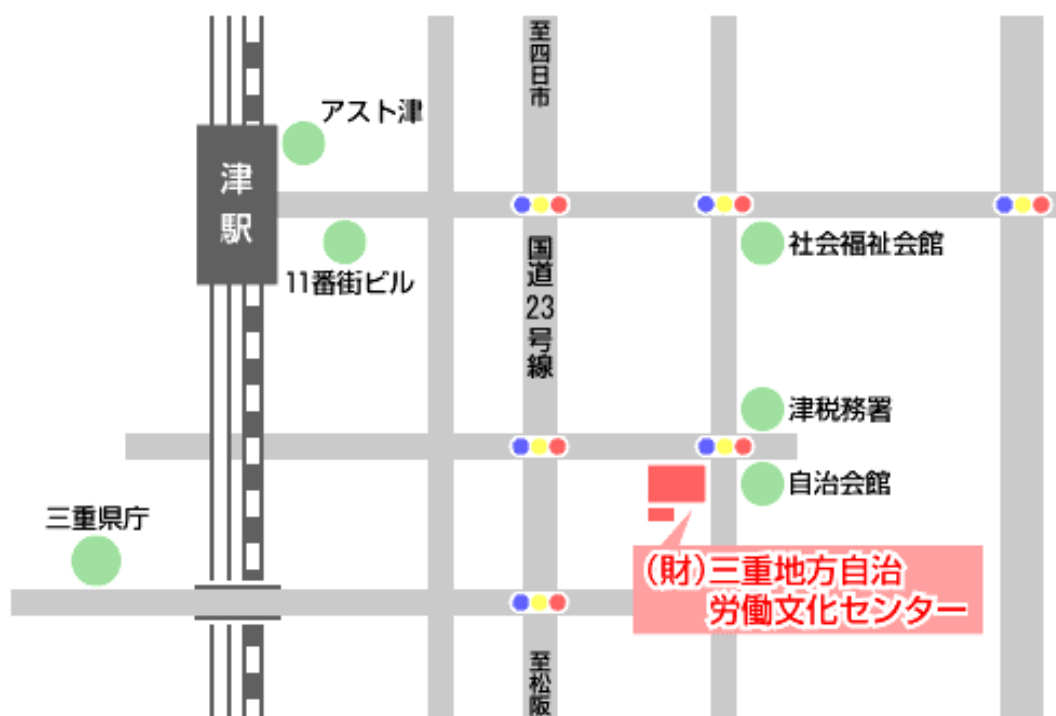 至四日市
アスト津
津駅
社会福祉会館
国道23号線
11番街ビル
津税務署
自治会館
三重県庁
(財)三重地方自治
労働文化センター
至松阪